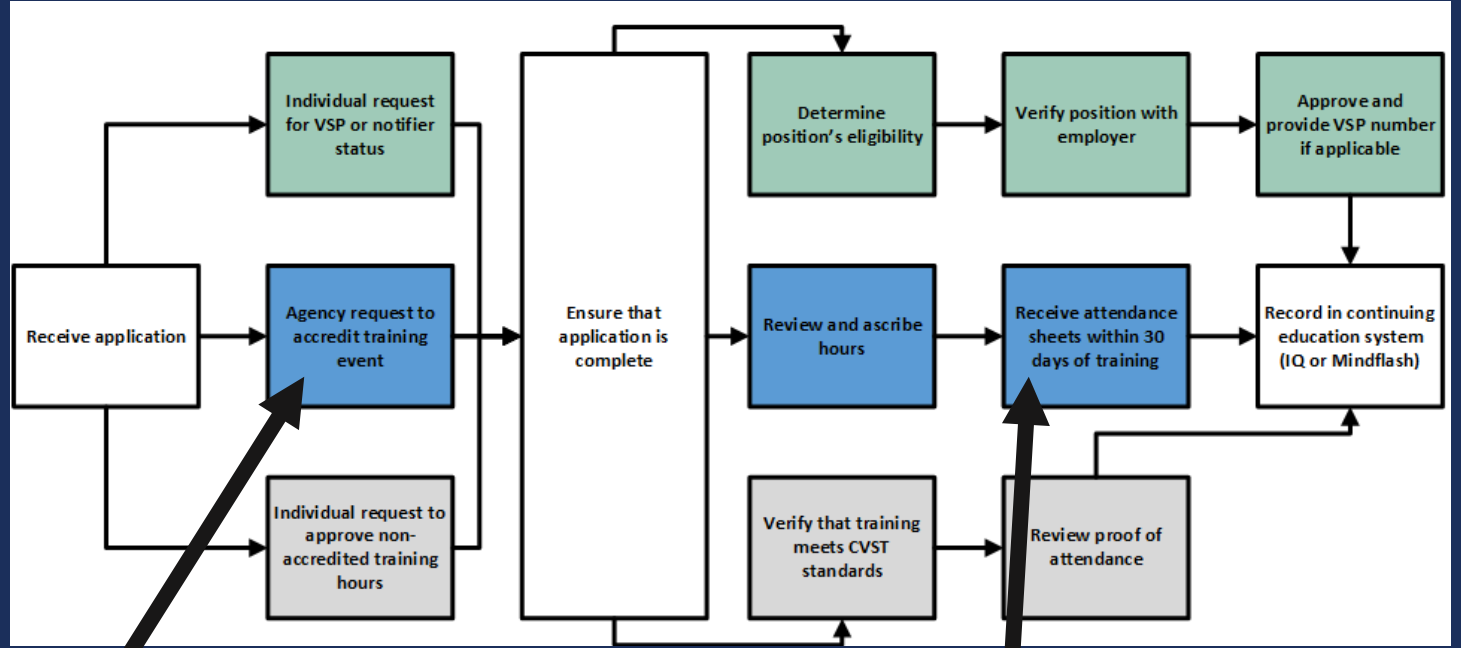 Individual request
for VSP or notifier
status
Determine
position's eligibility
Verify position with
employer
Approve and
provide VSP number
if applicable
Receive application
Agency request to
accredit training
event
Ensure that
application is
complete
Review and ascribe
hours
Receive attendance
sheets within 30
days of training
Record in continuing
education system
(IQ or Mindflash)
Individual request to
approve non-
accredited training
hours
Verify that training
meets CVST
standards
Review proof of
attendance